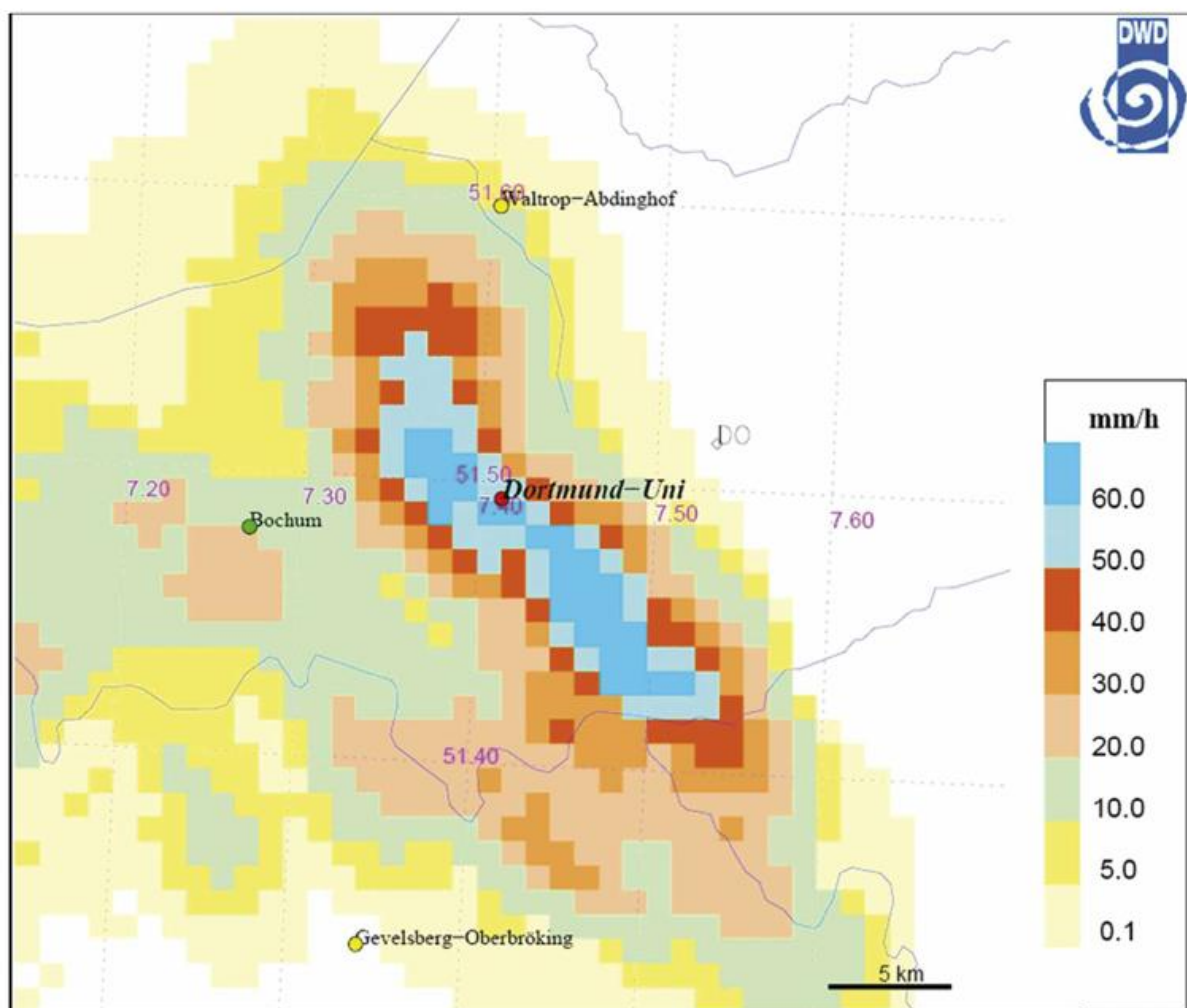 DWD
51.60
Waltrop-Abdinghof
mm/h
DO
60.0
51.50
7.20
7.30
Dortmund-Uni
7.40
7.50
7.60
Bochum
50.0
40.0
30.0
20.0
51.40
10.0
5.0
0.1
Gevelsberg-Oberbröking
5 km